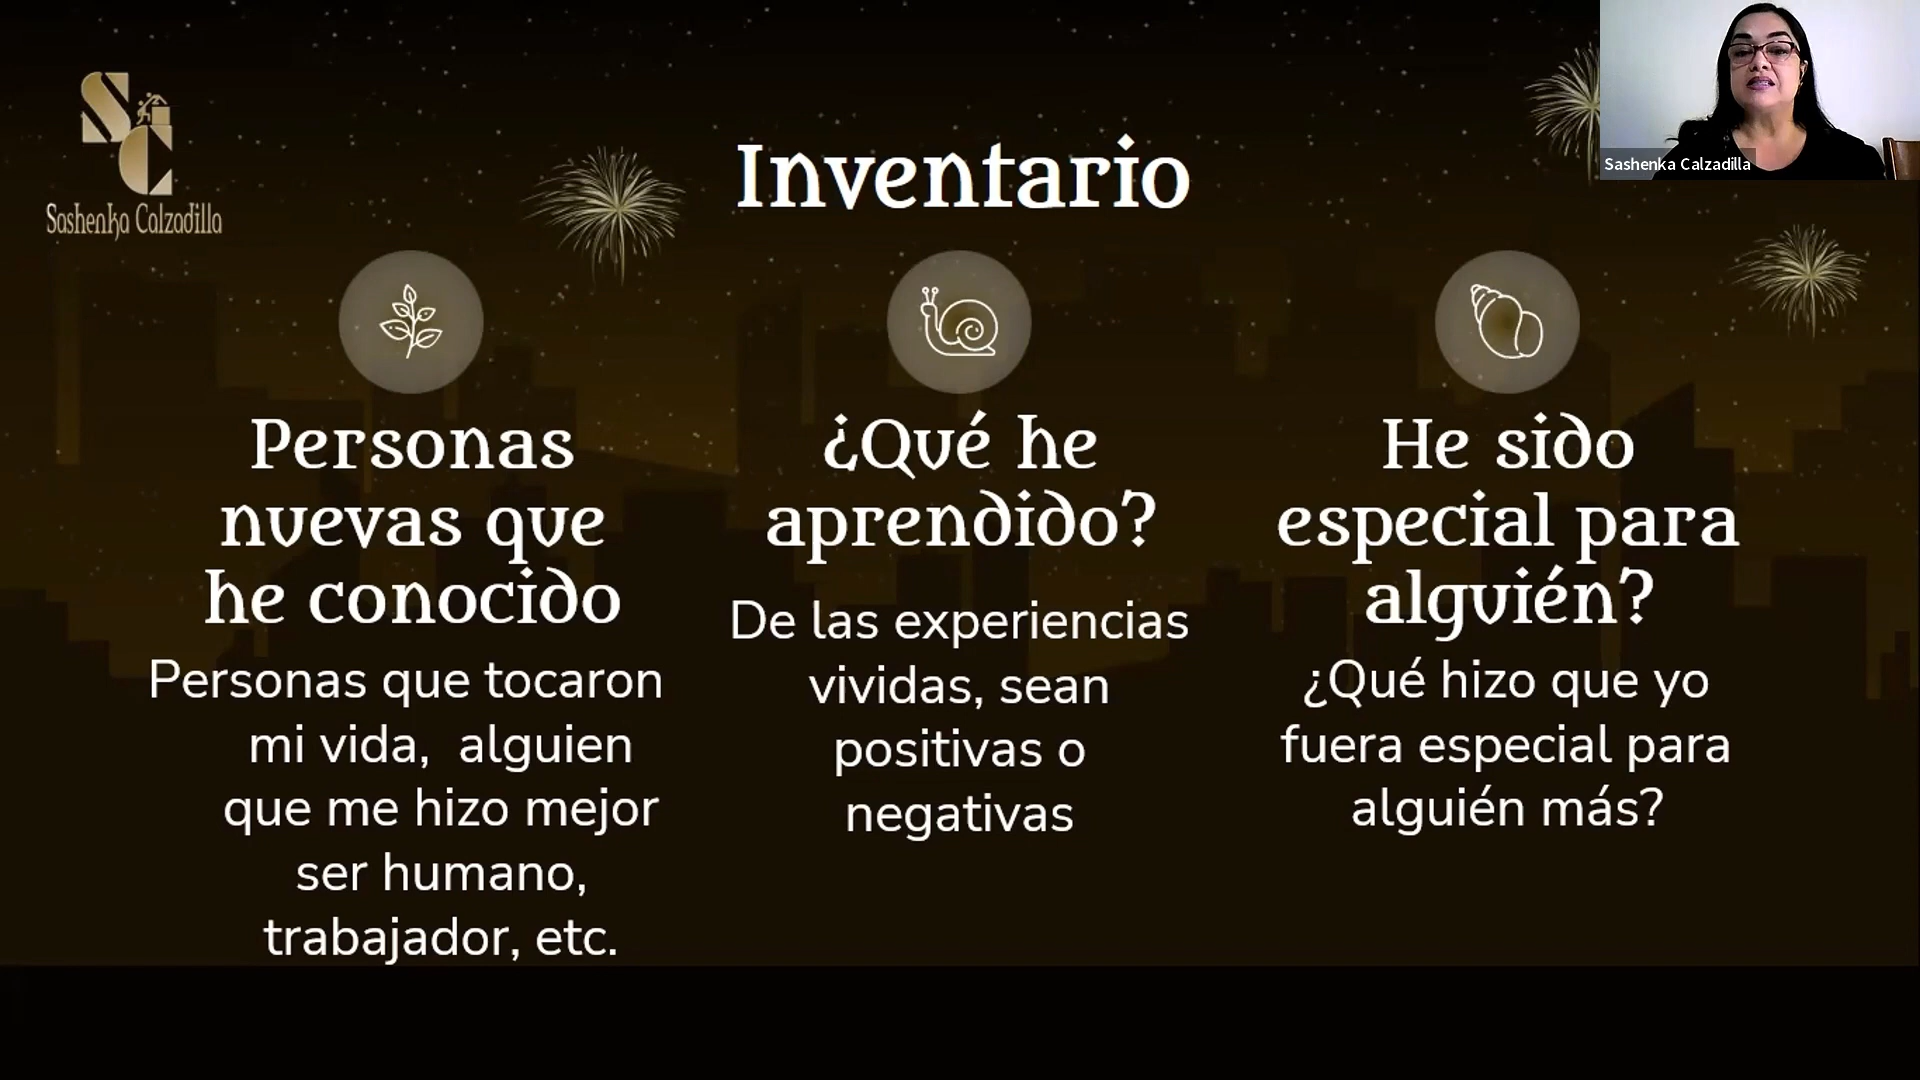 SC
Sashenka Calzadilla
Sashenka Calzadilla
Inventario
Personas
nuevas que
he conocido
Personas que tocaron
mi vida,  alguien
que me hizo mejor
ser humano,
trabajador, etc.
¿Qué he
aprendido?
De las experiencias
vividas, sean
positivas o
negativas
He sido
especial para
alguién?
¿Qué hizo que yo
fuera especial para
alguién más?